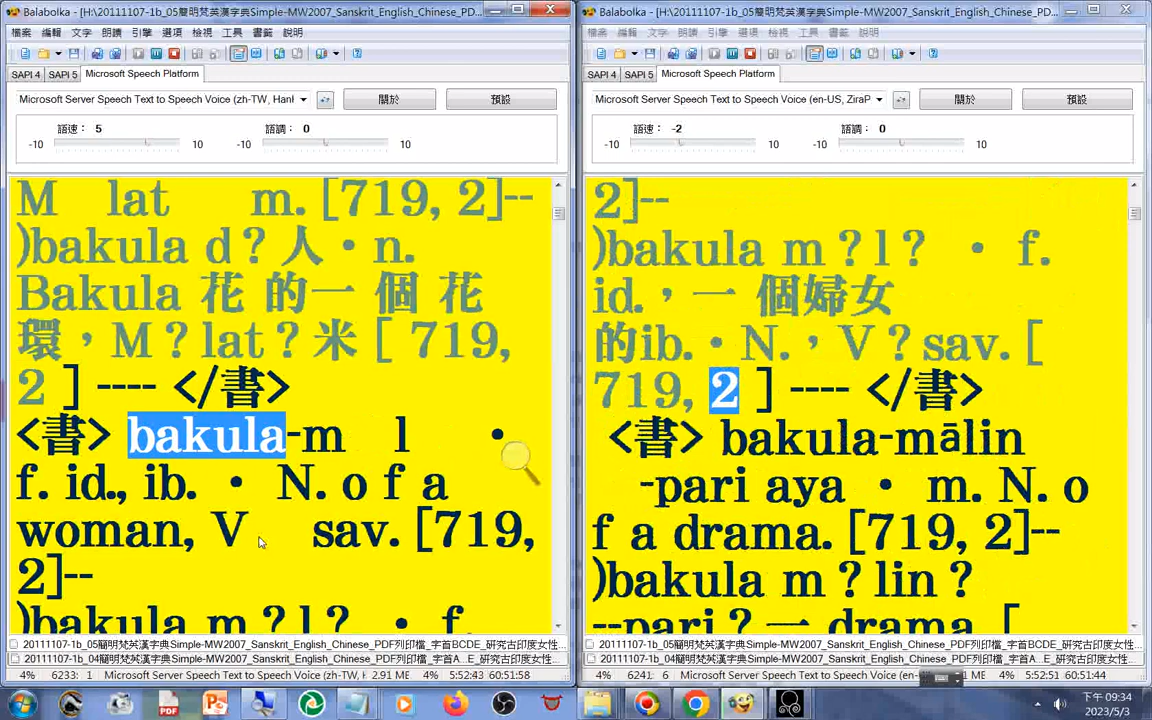 Balabolka - [H:\20111107-1b_05簡明梵英漢字典Simple-MW2007_Sanskrit_English_Chinese_PD...
檔案 編輯 文字 朗讀 引擎 選項 檢視 工具 書籤 說明
SAPI 4 SAPI 5 Microsoft Speech Platform
Microsoft Server Speech Text to Speech Voice (zh-TW, Hanl 關於 預設
語速： 5 語調： 0
-10 10 -10 10
M lat m. [719, 2]--
)bakula d？人‧n.
Bakula 花 的一 個 花
環，M？lat？米 [ 719,
2 ] ---- </書>
<書> bakula-m l ‧
f. id., ib. ‧ N. o f a
woman, V sav. [719,
2]--
)bakula m？l？ ‧ f.
20111107-1b_05簡明梵英漢字典Simple-MW2007_Sanskrit_English_Chinese_PDF列印檔_字首BCDE_研究古印度女性...
20111107-1b_04簡明梵英漢字典Simple-MW2007_Sanskrit_English_Chinese_PDF列印檔_字首A...E_研究古印度女性...
4% 6233: 1 Microsoft Server Speech Text to Speech Voice (zh-TW, H 2.91 ME 4% 5:52:43 60:51:58
Balabolka - [H:\20111107-1b_05簡明梵英漢字典Simple-MW2007_Sanskrit_English_Chinese_PD...
檔案 編輯 文字 朗讀 引擎 選項 檢視 工具 書籤 說明
SAPI 4 SAPI 5 Microsoft Speech Platform
Microsoft Server Speech Text to Speech Voice (en-US, ZiraP 關於 預設
語速： -2 語調： 0
-10 10 -10 10
2]--
)bakula m？l？ ‧ f.
id.，一 個婦女
的ib.‧N.，V？sav. [
719, 2 ] ---- </書>
<書> bakula-mālin
-pari aya ‧ m. N. o
f a drama. [719, 2]--
)bakula m？lin？
--pari？一 drama [
20111107-1b_05簡明梵英漢字典Simple-MW2007_Sanskrit_English_Chinese_PDF列印檔_字首BCDE_研究古印度女性...
20111107-1b_04簡明梵英漢字典Simple-MW2007_Sanskrit_English_Chinese_PDF列印檔_字首A...E_研究古印度女性...
4% 6241: 6 Microsoft Server Speech Text to ME 4% 5:52:51 60:51:44
下午 09:34
2023/5/3